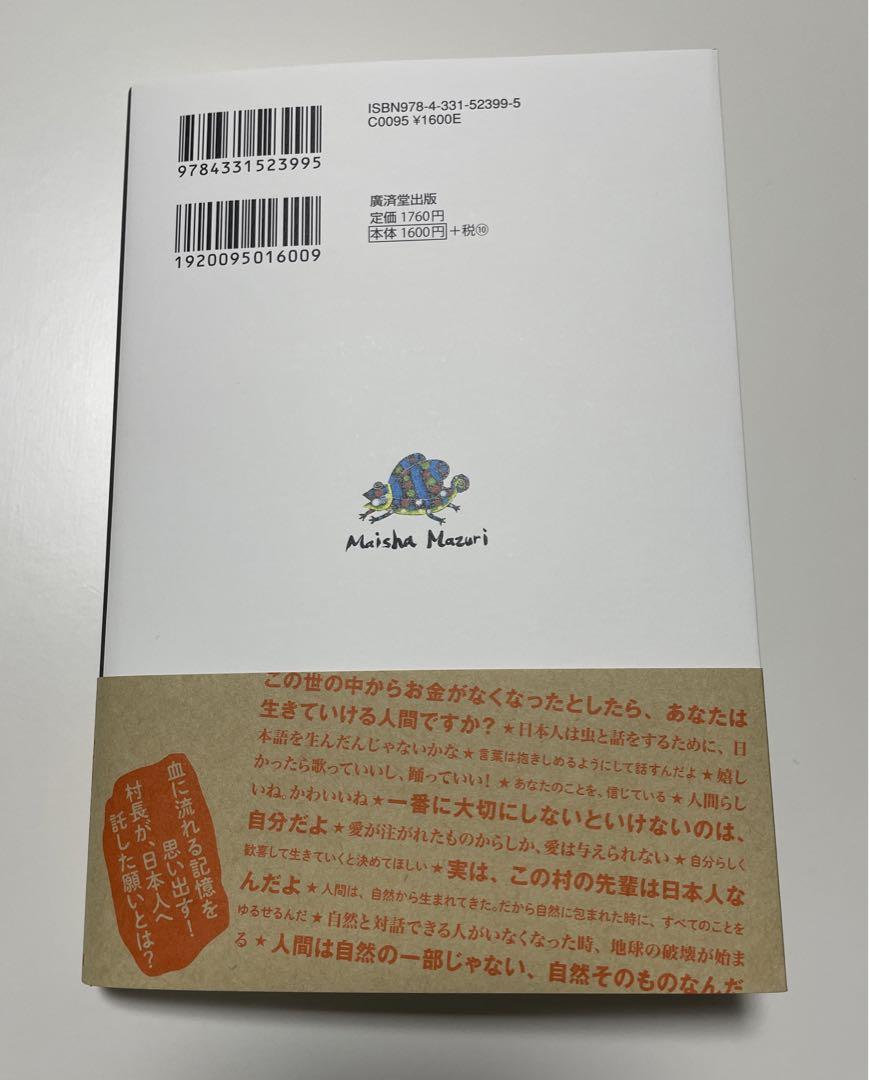 ISBN978-4-331-52399-5
C0095 ¥1600E
9784331523995
廣済堂出版
定価 1760円
本体 1600円 +税⑩
1920095016009
Maisha Mazuri
この世の中からお金がなくなったとしたら、あなたは
生きていける人間ですか?★日本人は虫と話をするために、日
本語を生んだんじゃないかな★言葉は抱きしめるようにして話すんだよ★嬉し
かったら歌っていいし、踊っていい!★あなたのことを、信じている★人間らし
いね。かわいいね★一番に大切にしないといけないのは、
自分だよ★愛が注がれたものからしか、愛は与えられない★自分らしく
歓喜して生きていくと決めてほしい★実は、この村の先輩は日本人な
んだよ★人間は、自然から生まれてきた。だから自然に包まれた時に、すべてのことを
ゆるせるんだ★自然と対話できる人がいなくなった時、地球の破壊が始ま
る★人間は自然の一部じゃない、自然そのものなんだ
血に流れる記憶を
思い出す!
村長が、日本人へ
託した願いとは?